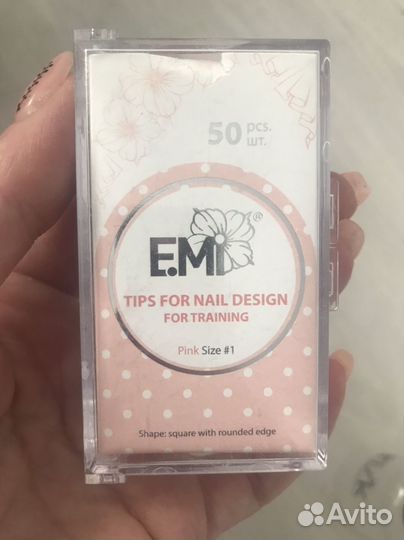 50 pcs.
шт.
E.Mi®
TIPS FOR NAIL DESIGN
FOR TRAINING
Pink Size #1
Shape: square with rounded edge
Avito